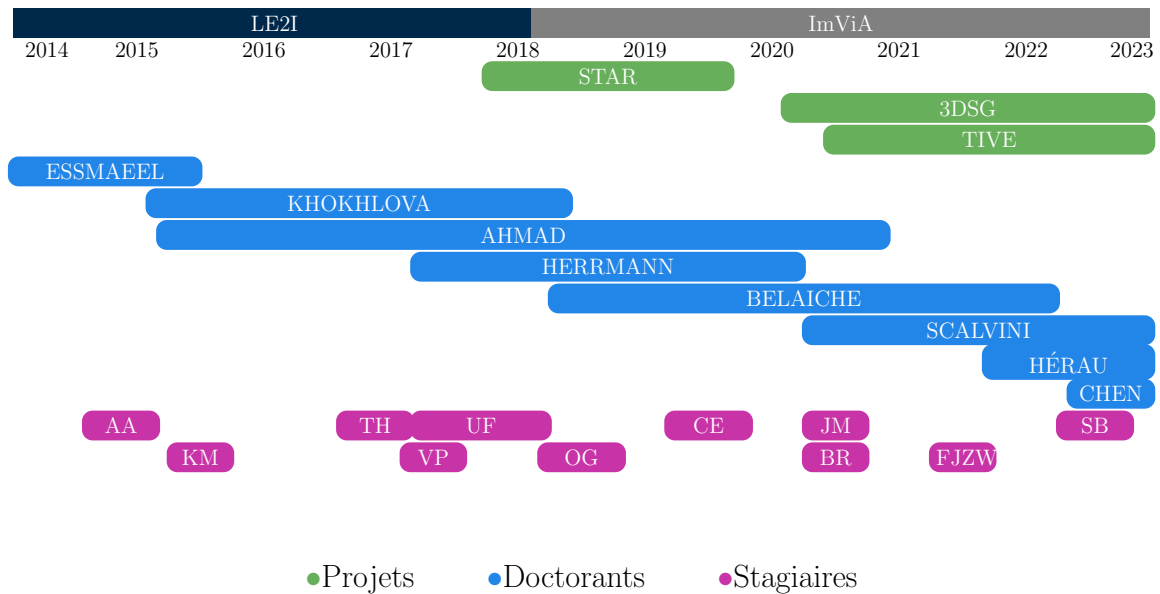 LE2I ImViA
2014 2015 2016 2017 2018 2019 2020 2021 2022 2023
STAR
3DSG
TIVE
ESSMAEEL
KHOKHLOVA
AHMAD
HERRMANN
BELAICHE
SCALVINI
HÉRAU
CHEN
AA TH UF CE JM SB
KM VP OG BR FJZW
Projets Doctorants Stagiaires